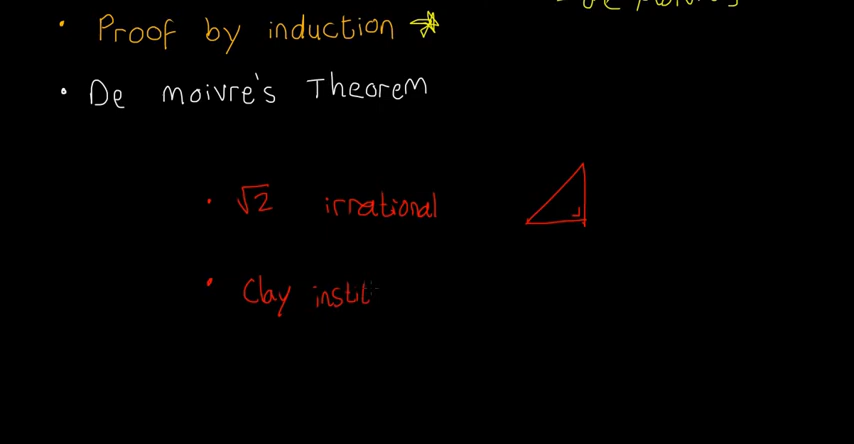 • Proof by induction
• De moivre's Theorem
• √2 irrational
• Clay instit